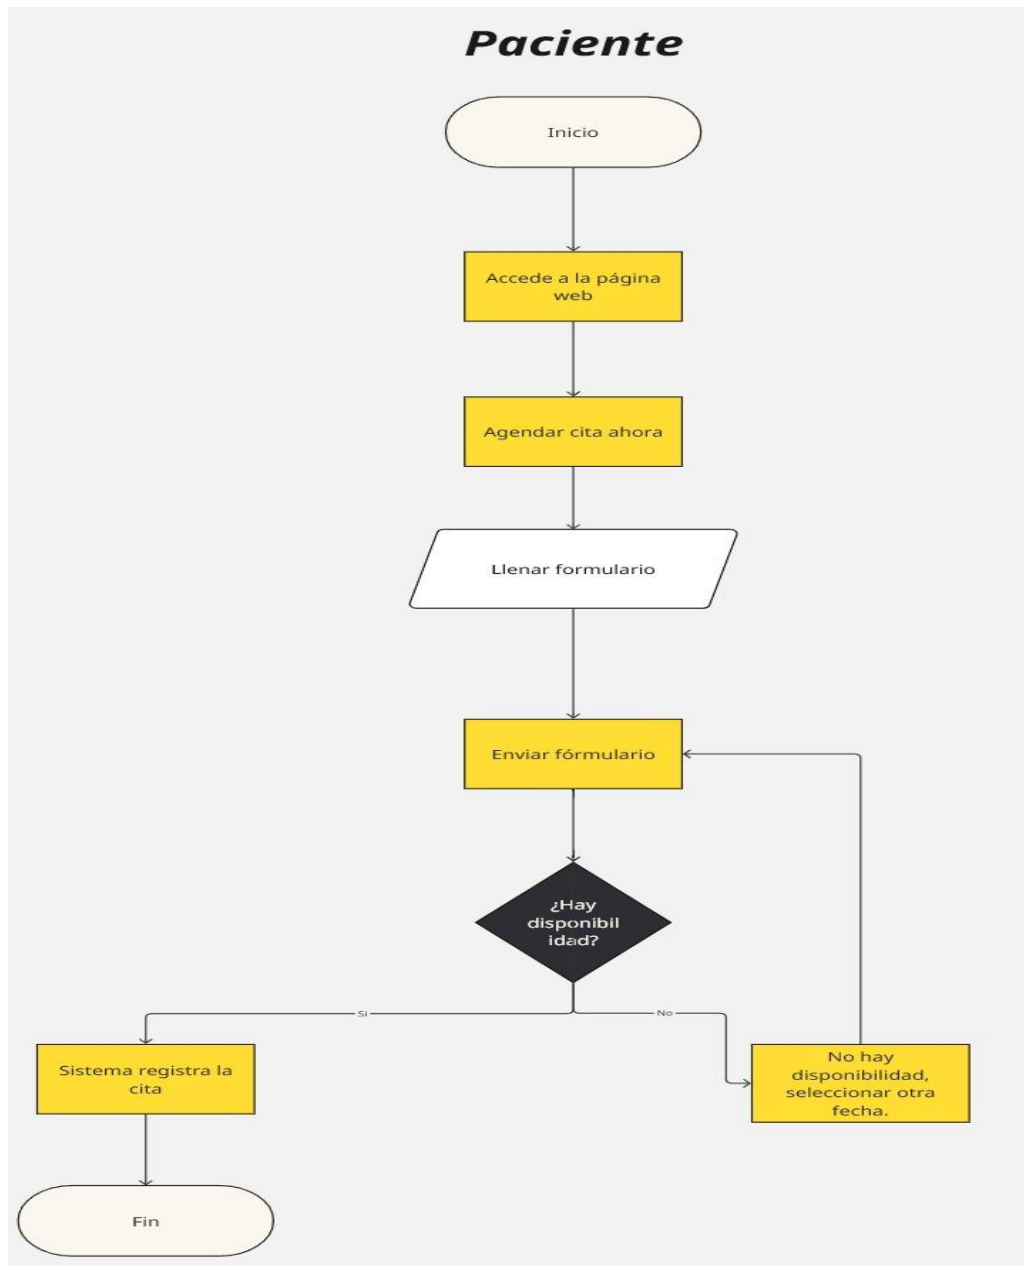 Paciente
Inicio
Accede a la página
web
Agendar cita ahora
Llenar formulario
Enviar fórmulario
¿Hay
disponibil
idad?
Si
No
Sistema registra la
cita
No hay
disponibilidad,
seleccionar otra
fecha.
Fin